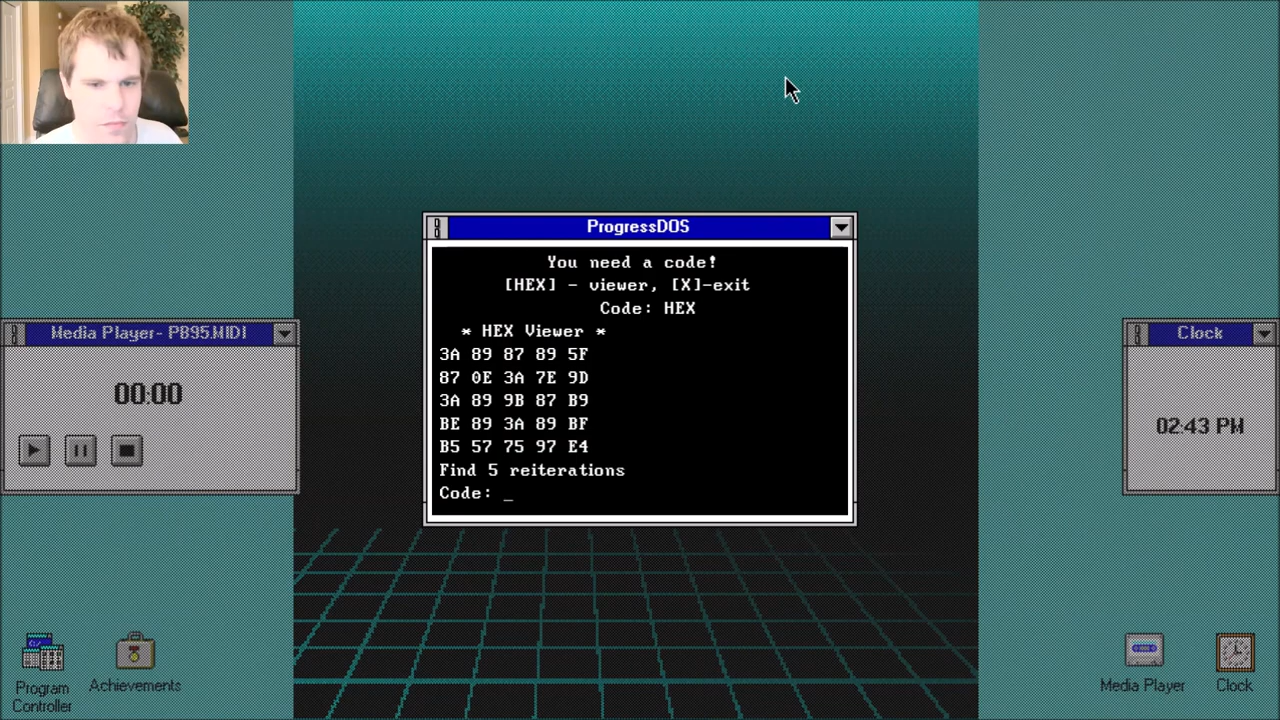 ProgressDOS
You need a code!
[HEX] - viewer, [X]-exit
Code: HEX
* HEX Viewer *
3A 89 87 89 5F
87 0E 3A 7E 9D
3A 89 9B 87 B9
BE 89 3A 89 BF
B5 57 75 97 E4
Find 5 reiterations
Code: _
Media Player- PB95.MIDI
00:00
Clock
02:43 PM
Program
Controller
Achievements
Media Player
Clock